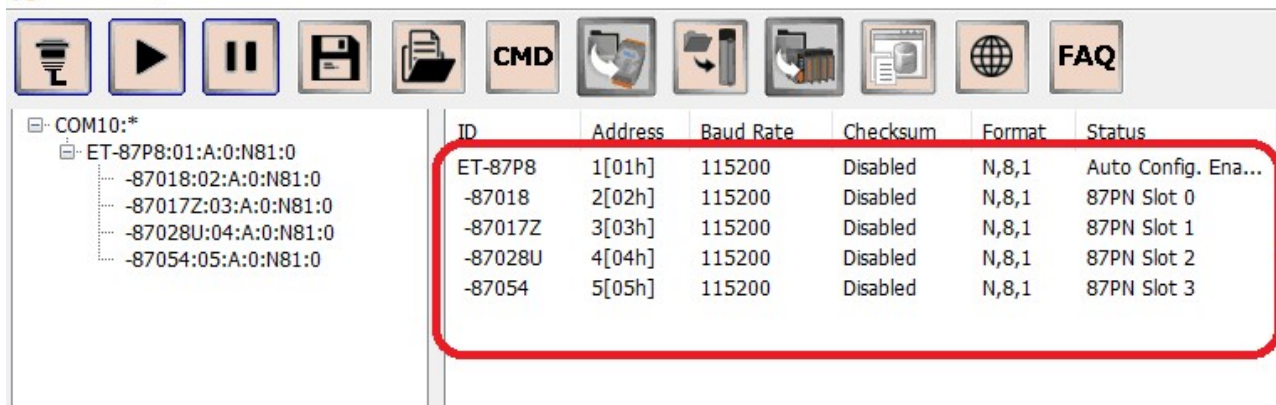 CMD FAQ
COM10:*
ET-87P8:01:A:0:N81:0
-87018:02:A:0:N81:0
-87017Z:03:A:0:N81:0
-87028U:04:A:0:N81:0
-87054:05:A:0:N81:0
ID Address Baud Rate Checksum Format Status
ET-87P8 1[01h] 115200 Disabled N,8,1 Auto Config. Ena...
-87018 2[02h] 115200 Disabled N,8,1 87PN Slot 0
-87017Z 3[03h] 115200 Disabled N,8,1 87PN Slot 1
-87028U 4[04h] 115200 Disabled N,8,1 87PN Slot 2
-87054 5[05h] 115200 Disabled N,8,1 87PN Slot 3